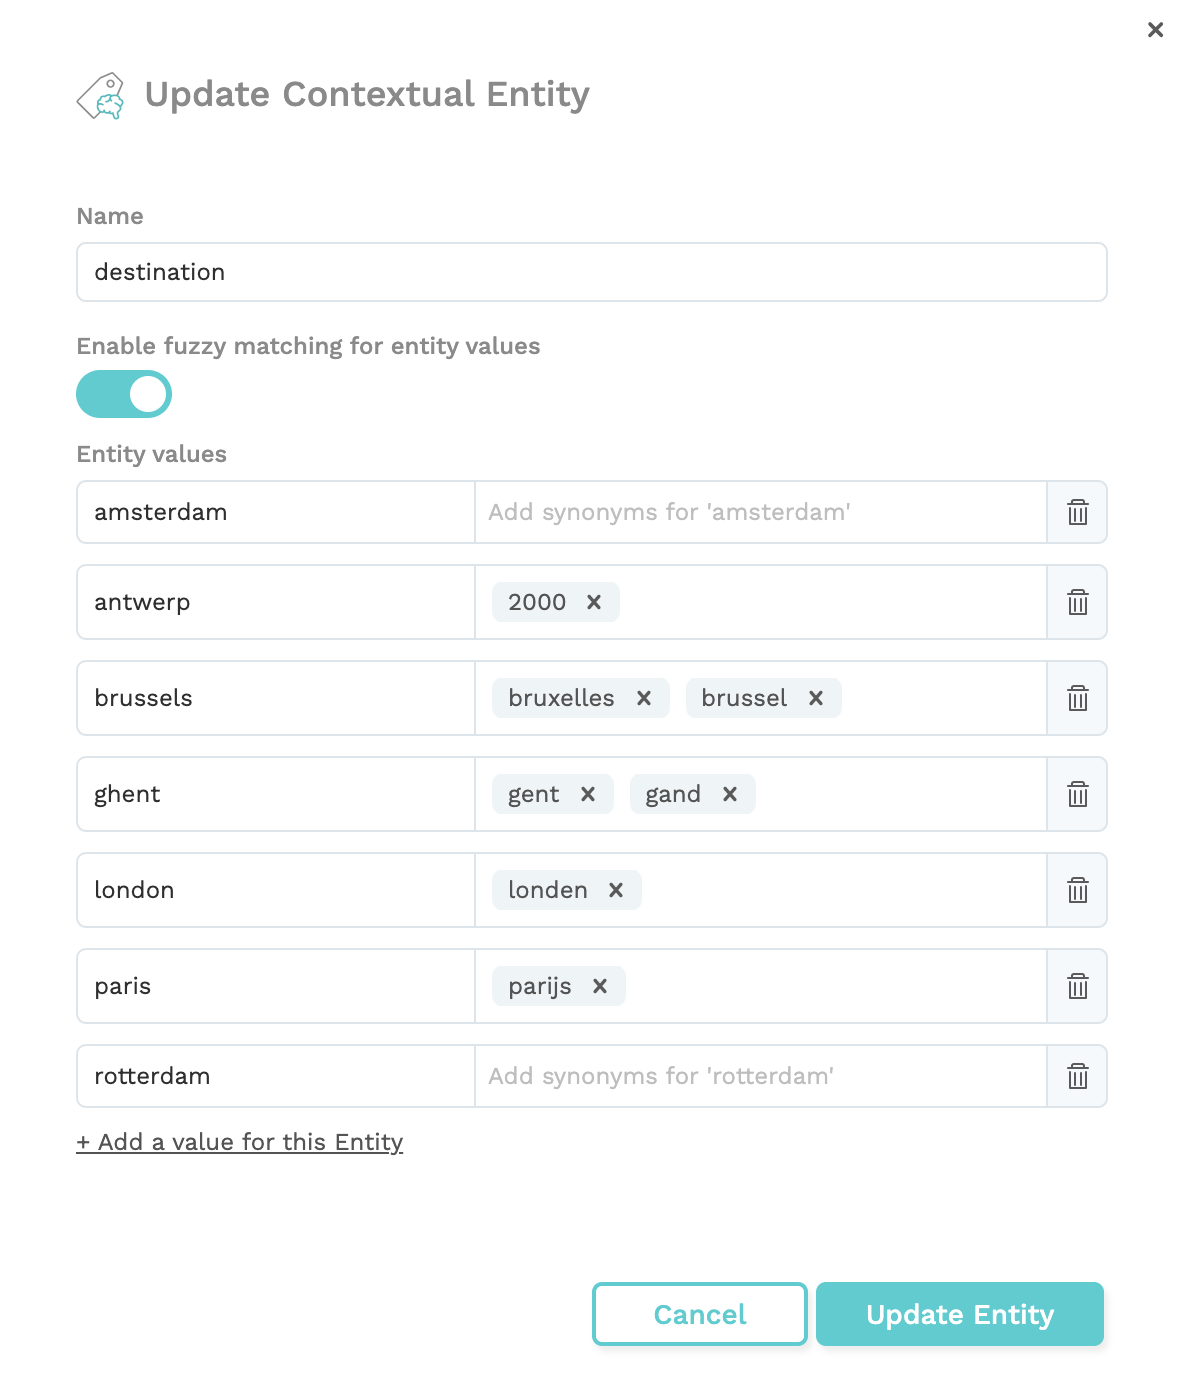 Update Contextual Entity
Name
destination
Enable fuzzy matching for entity values
Entity values
amsterdam Add synonyms for 'amsterdam'
antwerp 2000
brussels bruxelles brussel
ghent gent gand
london londen
paris parijs
rotterdam Add synonyms for 'rotterdam'
+ Add a value for this Entity
Cancel Update Entity